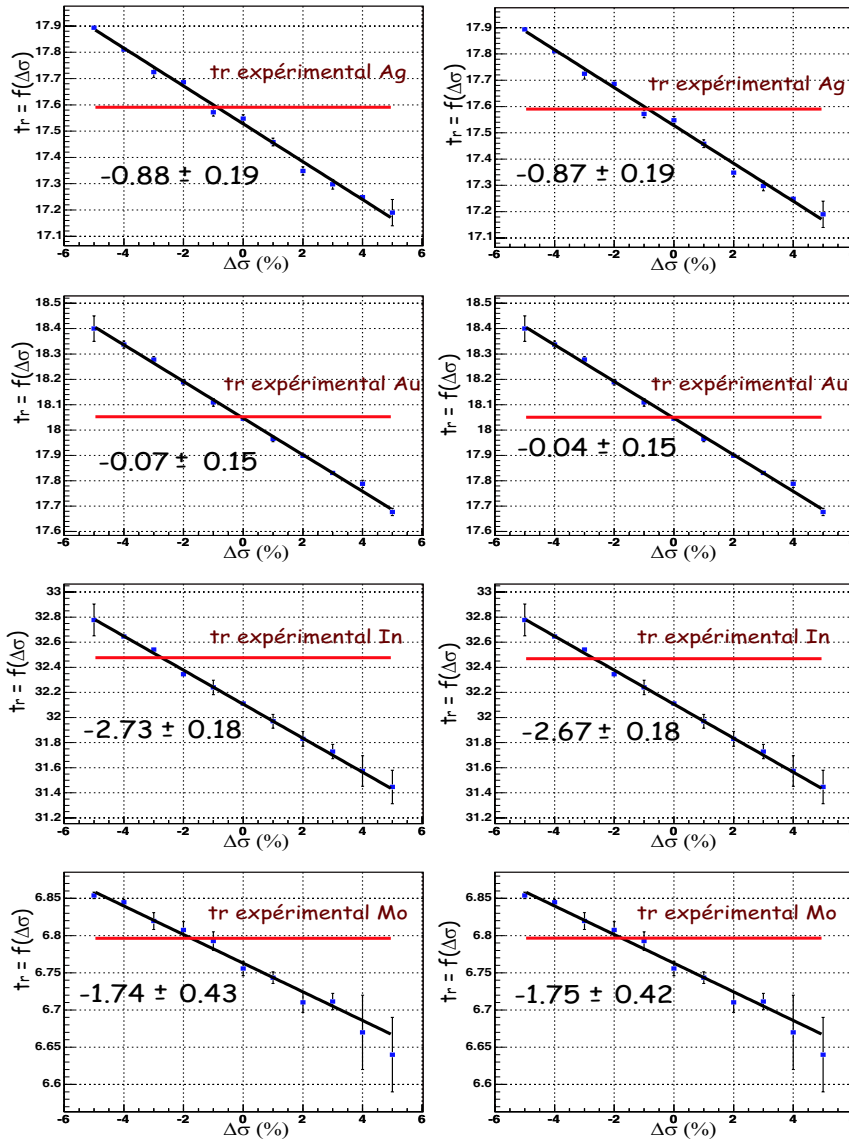 tr = f(Δσ)
17.9
17.8
17.7
17.6
17.5
17.4
17.3
17.2
17.1
tr expérimental Ag
-0.88 ± 0.19
-6 -4 -2 0 2 4 6
Δσ (%)
tr = f(Δσ)
17.9
17.8
17.7
17.6
17.5
17.4
17.3
17.2
17.1
tr expérimental Ag
-0.87 ± 0.19
-6 -4 -2 0 2 4 6
Δσ (%)
tr = f(Δσ)
18.5
18.4
18.3
18.2
18.1
18
17.9
17.8
17.7
17.6
tr expérimental Au
-0.07 ± 0.15
-6 -4 -2 0 2 4 6
Δσ (%)
tr = f(Δσ)
18.5
18.4
18.3
18.2
18.1
18
17.9
17.8
17.7
17.6
tr expérimental Au
-0.04 ± 0.15
-6 -4 -2 0 2 4
Δσ (%)
tr = f(Δσ)
33
32.8
32.6
32.4
32.2
32
31.8
31.6
31.4
31.2
tr expérimental In
-2.73 ± 0.18
-6 -4 -2 0 2 4 6
Δσ (%)
tr = f(Δσ)
33
32.8
32.6
32.4
32.2
32
31.8
31.6
31.4
31.2
tr expérimental In
-2.67 ± 0.18
-6 -4 -2 0 2 4
Δσ (%)
tr = f(Δσ)
6.85
6.8
6.75
6.7
6.65
6.6
tr expérimental Mo
-1.74 ± 0.43
-6 -4 -2 0 2 4 6
Δσ (%)
tr = f(Δσ)
6.85
6.8
6.75
6.7
6.65
6.6
tr expérimental Mo
-1.75 ± 0.42
-6 -4 -2 0 2 4
Δσ (%)